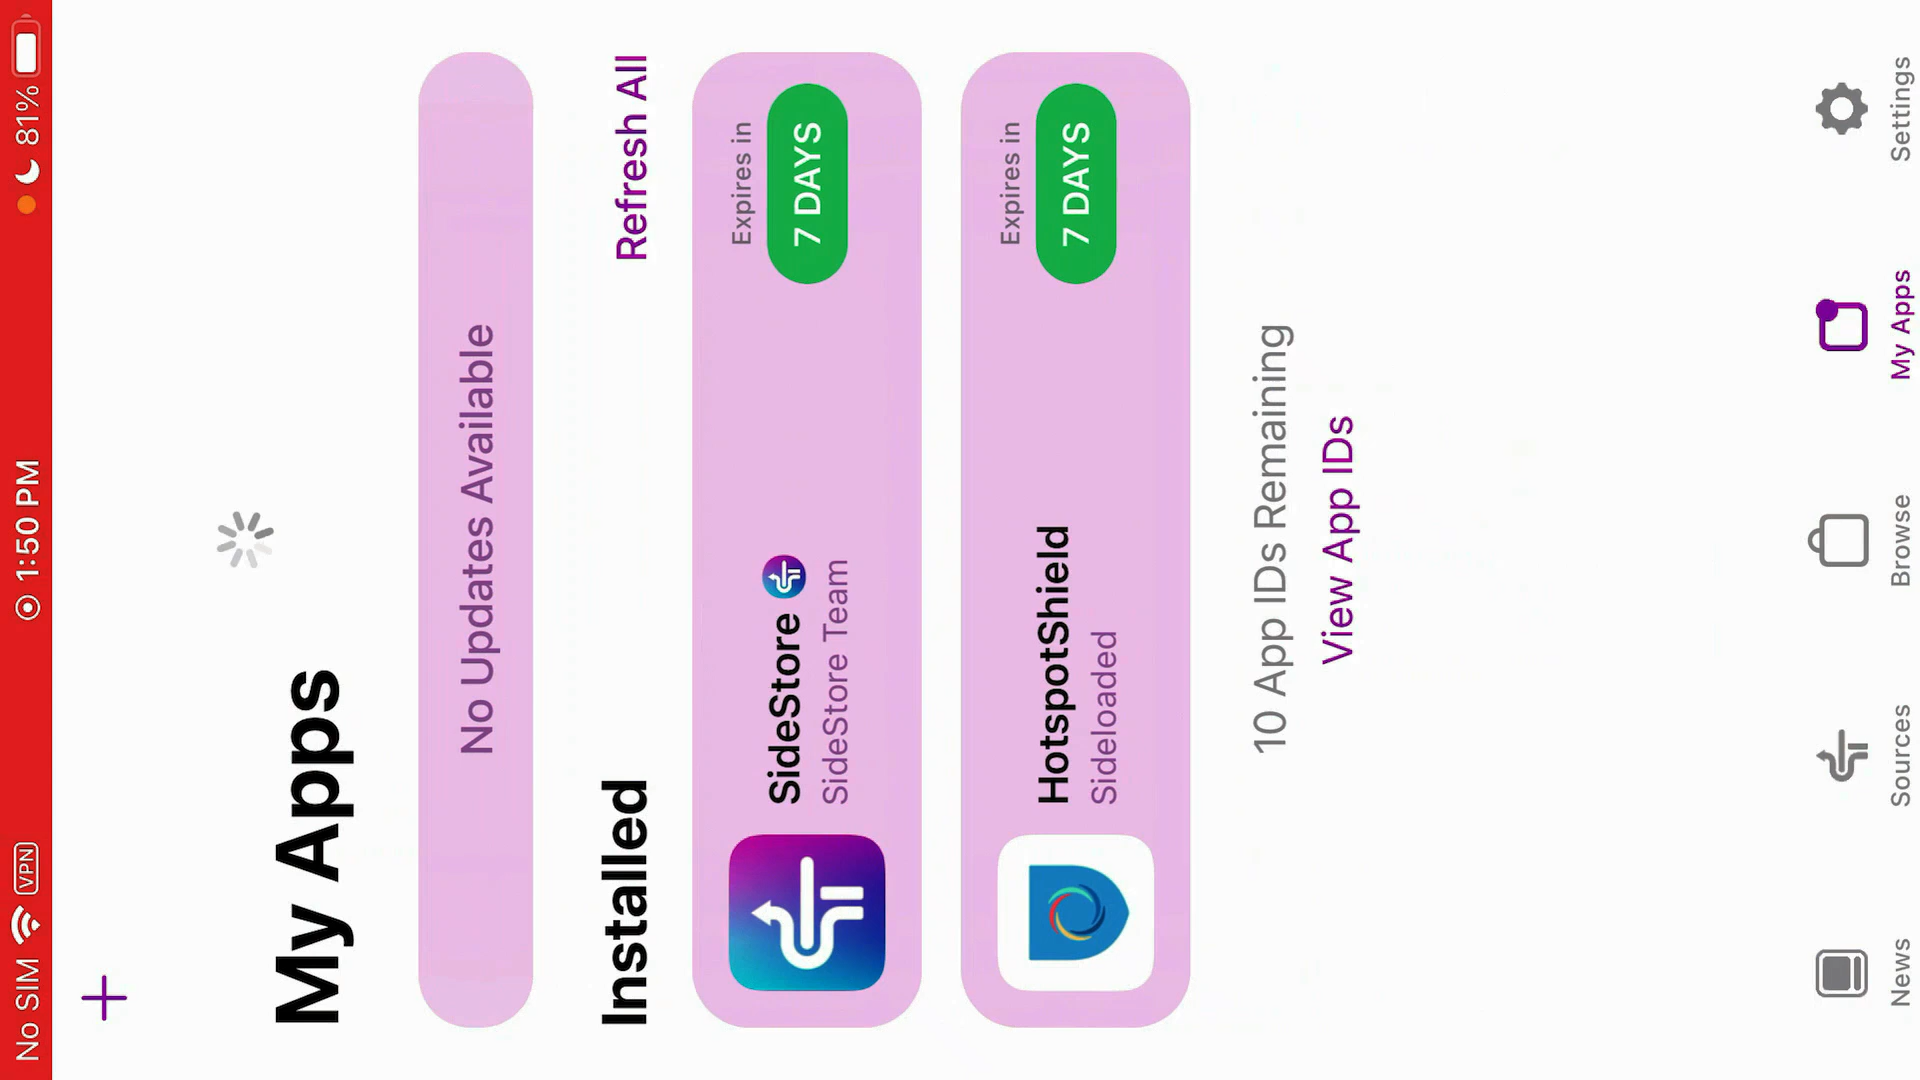 No SIM VPN 1:50 PM 81%
My Apps
No Updates Available
Installed Refresh All
SideStore
SideStore Team
Expires in
7 DAYS
HotspotShield
Sideloaded
Expires in
7 DAYS
10 App IDs Remaining
View App IDs
News Sources Browse My Apps Settings